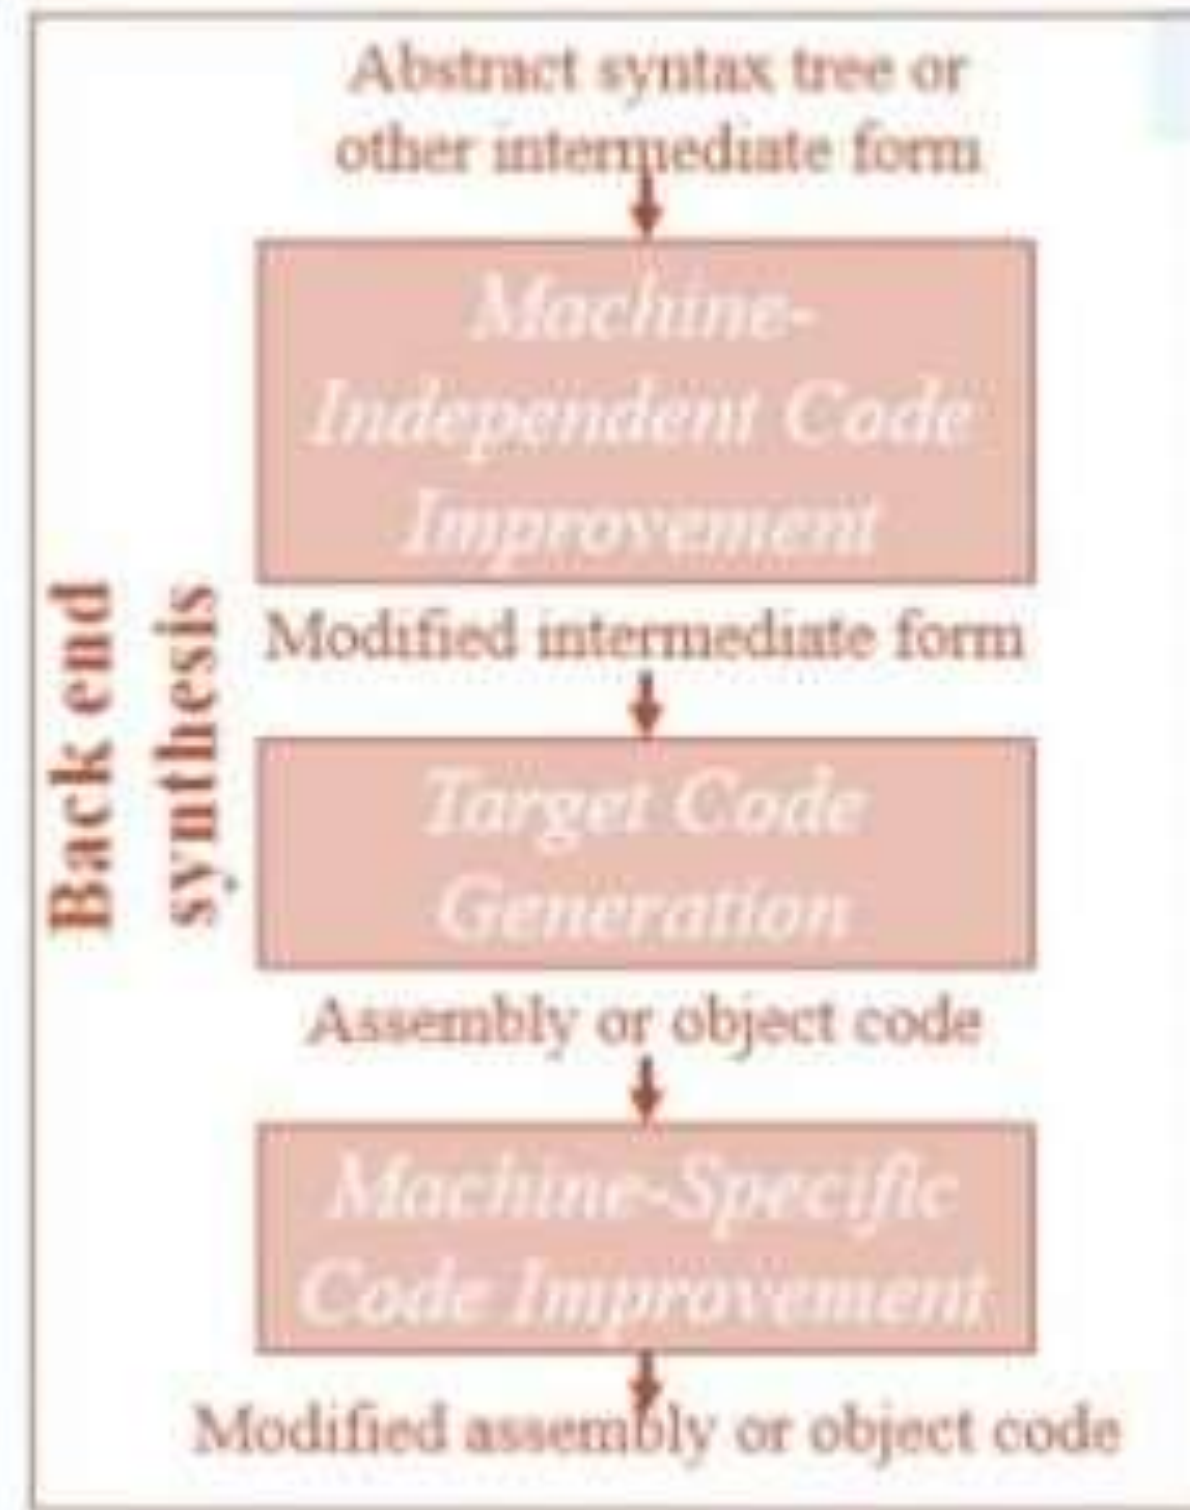 Abstract syntax tree or
other intermediate form
Machine-
Independent Code
Improvement
Modified intermediate form
Back end
synthesis
Target Code
Generation
Assembly or object code
Machine-Specific
Code Improvement
Modified assembly or object code